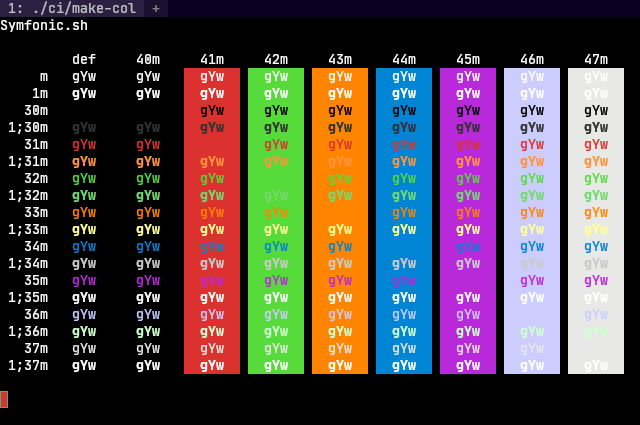 1: ./ci/make-col +
Symfonic.sh
def 40m 41m 42m 43m 44m 45m 46m 47m
m gYw gYw gYw gYw gYw gYw gYw gYw gYw
1m gYw gYw gYw gYw gYw gYw gYw gYw gYw
30m gYw gYw gYw gYw gYw gYw gYw
1;30m gYw gYw gYw gYw gYw gYw gYw gYw gYw
31m gYw gYw gYw gYw gYw gYw gYw gYw
1;31m gYw gYw gYw gYw gYw gYw gYw gYw gYw
32m gYw gYw gYw gYw gYw gYw gYw gYw
1;32m gYw gYw gYw gYw gYw gYw gYw gYw gYw
33m gYw gYw gYw gYw gYw gYw gYw gYw
1;33m gYw gYw gYw gYw gYw gYw gYw gYw gYw
34m gYw gYw gYw gYw gYw gYw gYw gYw
1;34m gYw gYw gYw gYw gYw gYw gYw gYw gYw
35m gYw gYw gYw gYw gYw gYw gYw gYw
1;35m gYw gYw gYw gYw gYw gYw gYw gYw gYw
36m gYw gYw gYw gYw gYw gYw gYw gYw
1;36m gYw gYw gYw gYw gYw gYw gYw gYw gYw
37m gYw gYw gYw gYw gYw gYw gYw gYw
1;37m gYw gYw gYw gYw gYw gYw gYw gYw gYw